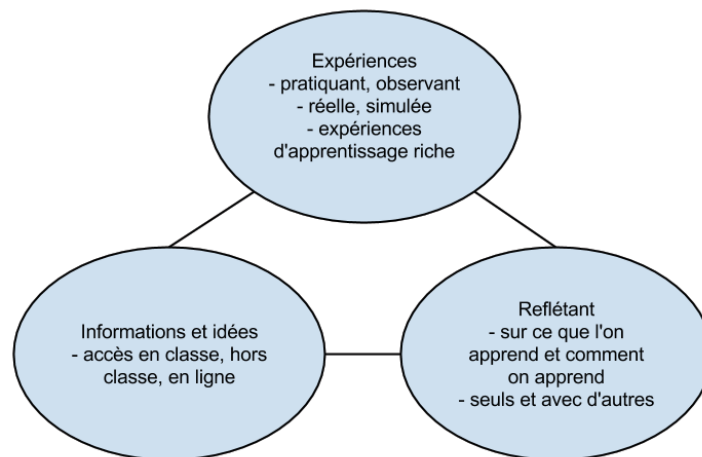 Expériences
- pratiquant, observant
- réelle, simulée
- expériences
d'apprentissage riche
Informations et idées
- accès en classe, hors
classe, en ligne
Reflétant
- sur ce que l'on
apprend et comment
on apprend
- seuls et avec d'autres